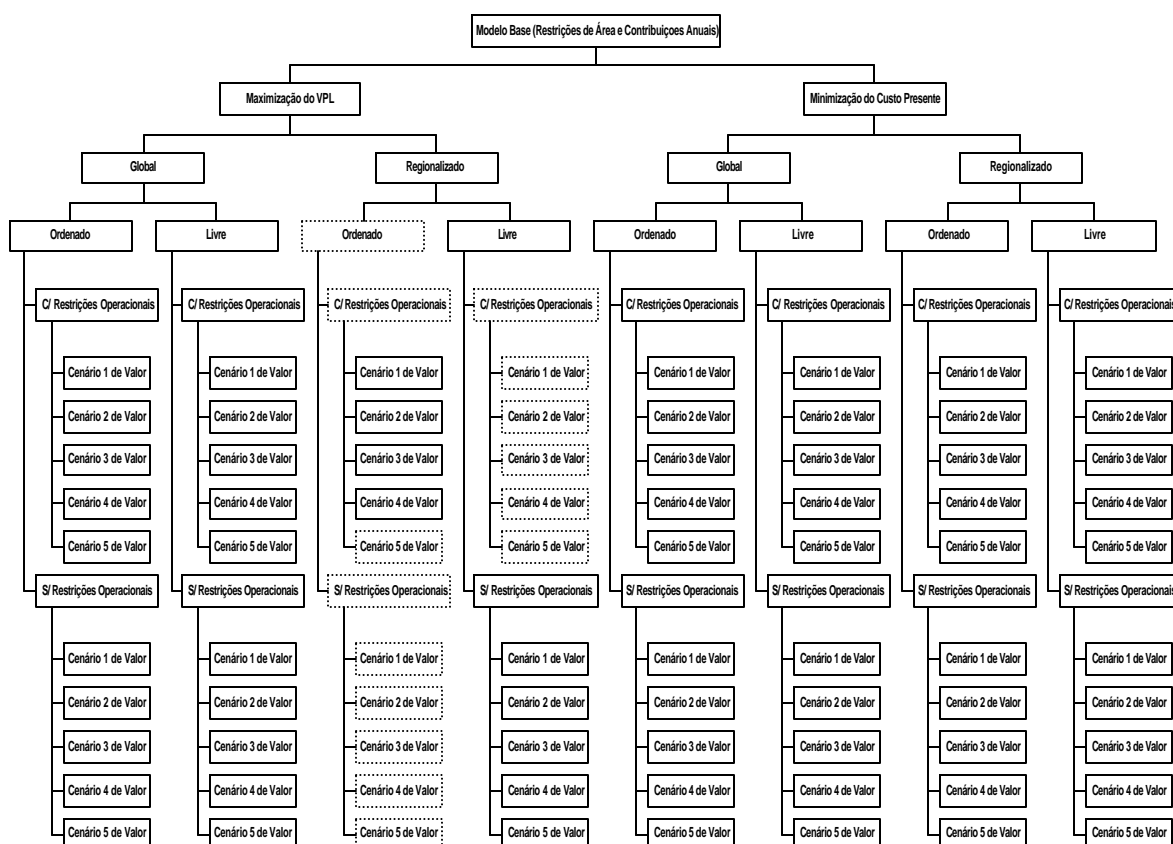 Modelo Base (Restrições de Área e Contribuiçoes Anuais)
Maximização do VPL
Minimização do Custo Presente
Global
Regionalizado
Global
Regionalizado
Ordenado
Livre
Ordenado
Livre
Ordenado
Livre
Ordenado
Livre
C/ Restrições Operacionais
C/ Restrições Operacionais
C/ Restrições Operacionais
C/ Restrições Operacionais
C/ Restrições Operacionais
C/ Restrições Operacionais
C/ Restrições Operacionais
C/ Restrições Operacionais
Cenário 1 de Valor
Cenário 1 de Valor
Cenário 1 de Valor
Cenário 1 de Valor
Cenário 1 de Valor
Cenário 1 de Valor
Cenário 1 de Valor
Cenário 1 de Valor
Cenário 2 de Valor
Cenário 2 de Valor
Cenário 2 de Valor
Cenário 2 de Valor
Cenário 2 de Valor
Cenário 2 de Valor
Cenário 2 de Valor
Cenário 2 de Valor
Cenário 3 de Valor
Cenário 3 de Valor
Cenário 3 de Valor
Cenário 3 de Valor
Cenário 3 de Valor
Cenário 3 de Valor
Cenário 3 de Valor
Cenário 3 de Valor
Cenário 4 de Valor
Cenário 4 de Valor
Cenário 4 de Valor
Cenário 4 de Valor
Cenário 4 de Valor
Cenário 4 de Valor
Cenário 4 de Valor
Cenário 4 de Valor
Cenário 5 de Valor
Cenário 5 de Valor
Cenário 5 de Valor
Cenário 5 de Valor
Cenário 5 de Valor
Cenário 5 de Valor
Cenário 5 de Valor
Cenário 5 de Valor
S/ Restrições Operacionais
S/ Restrições Operacionais
S/ Restrições Operacionais
S/ Restrições Operacionais
S/ Restrições Operacionais
S/ Restrições Operacionais
S/ Restrições Operacionais
S/ Restrições Operacionais
Cenário 1 de Valor
Cenário 1 de Valor
Cenário 1 de Valor
Cenário 1 de Valor
Cenário 1 de Valor
Cenário 1 de Valor
Cenário 1 de Valor
Cenário 1 de Valor
Cenário 2 de Valor
Cenário 2 de Valor
Cenário 2 de Valor
Cenário 2 de Valor
Cenário 2 de Valor
Cenário 2 de Valor
Cenário 2 de Valor
Cenário 2 de Valor
Cenário 3 de Valor
Cenário 3 de Valor
Cenário 3 de Valor
Cenário 3 de Valor
Cenário 3 de Valor
Cenário 3 de Valor
Cenário 3 de Valor
Cenário 3 de Valor
Cenário 4 de Valor
Cenário 4 de Valor
Cenário 4 de Valor
Cenário 4 de Valor
Cenário 4 de Valor
Cenário 4 de Valor
Cenário 4 de Valor
Cenário 4 de Valor
Cenário 5 de Valor
Cenário 5 de Valor
Cenário 5 de Valor
Cenário 5 de Valor
Cenário 5 de Valor
Cenário 5 de Valor
Cenário 5 de Valor
Cenário 5 de Valor